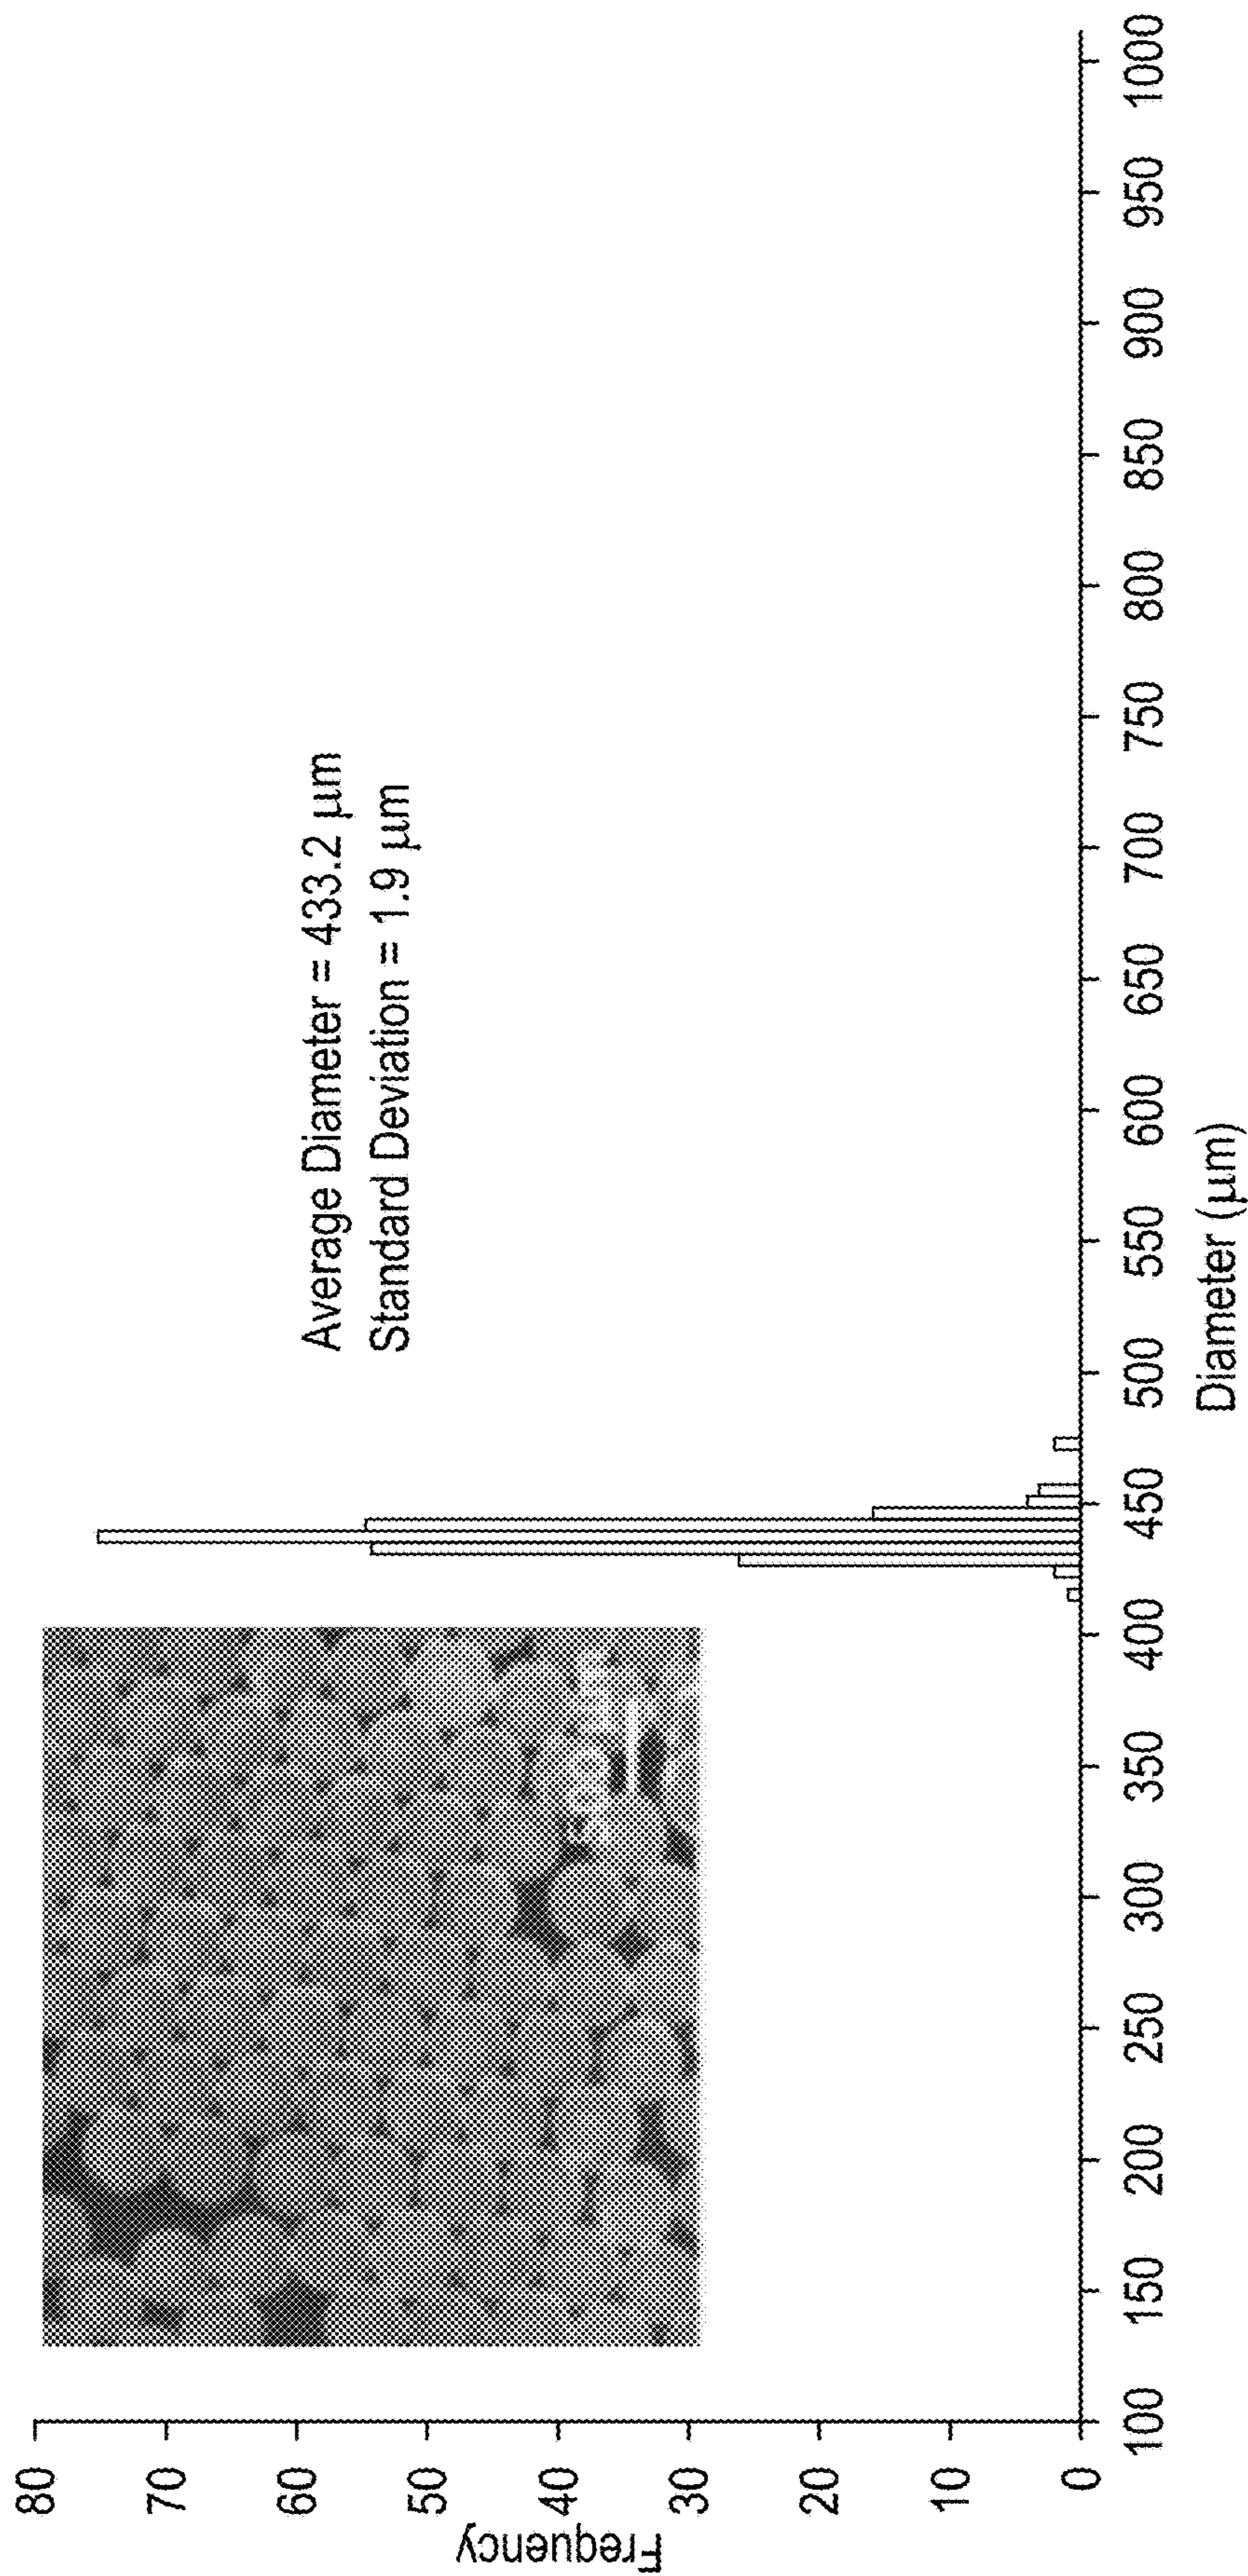 Frequency
80
70
60
50
40
30
20
10
0
Average Diameter = 433.2 μm
Standard Deviation = 1.9 μm
100 150 200 250 300 350 400 450 500 550 600 650 700 750 800 850 900 950 1000
Diameter (μm)